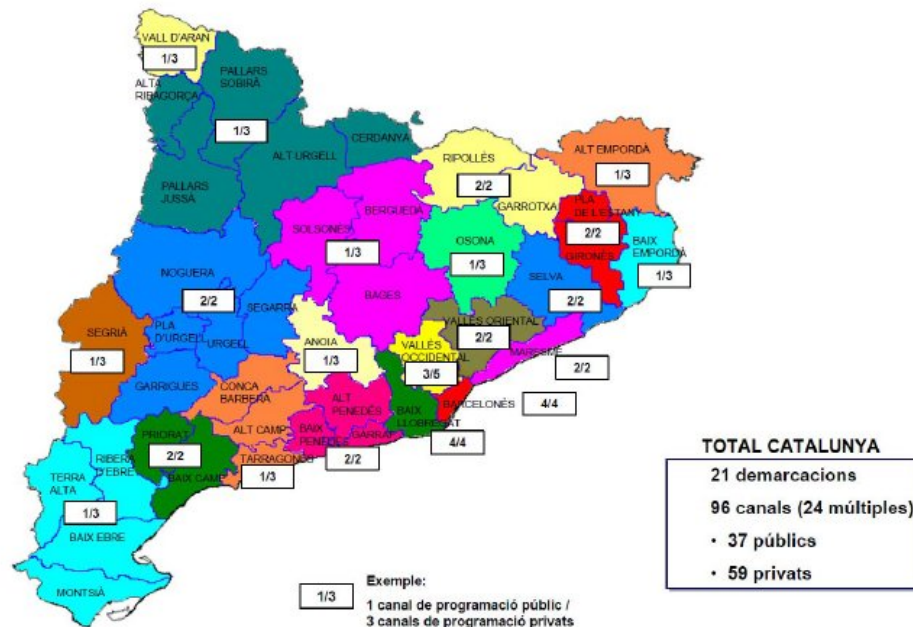 VALL D'ARAN
1/3
ALTA
RIBAGORÇA
PALLARS
SOBIRÀ
1/3
CERDANYA
ALT URGELL
PALLARS
JUSSÀ
RIPOLLÈS
2/2
GARROTXA
ALT EMPORDÀ
1/3
PLA
DE L'ESTANY
2/2
GIRONÈS
BAIX
EMPORDÀ
1/3
BERGUEDÀ
SOLSONÈS
1/3
BAGES
OSONA
1/3
SELVA
2/2
NOGUERA
2/2
SEGARRA
PLA
D'URGELL
URGELL
GARRIGUES
SEGRIÀ
1/3
ANOIA
1/3
VALLÈS ORIENTAL
2/2
VALLÈS
OCCIDENTAL
3/5
MARESME
2/2
BARCELONÈS
4/4
BAIX
LLOBREGAT
4/4
CONCA
BARBERÀ
ALT CAMP
TARRAGONÈS
1/3
ALT
PENEDÈS
BAIX
PENEDÈS
GARRAF
2/2
PRIORAT
2/2
BAIX CAMP
RIBERA
D'EBRE
TERRA
ALTA
1/3
BAIX EBRE
MONTSIÀ
1/3
Exemple:
1 canal de programació públic /
3 canals de programació privats
TOTAL CATALUNYA
21 demarcacions
96 canals (24 múltiples)
• 37 públics
• 59 privats